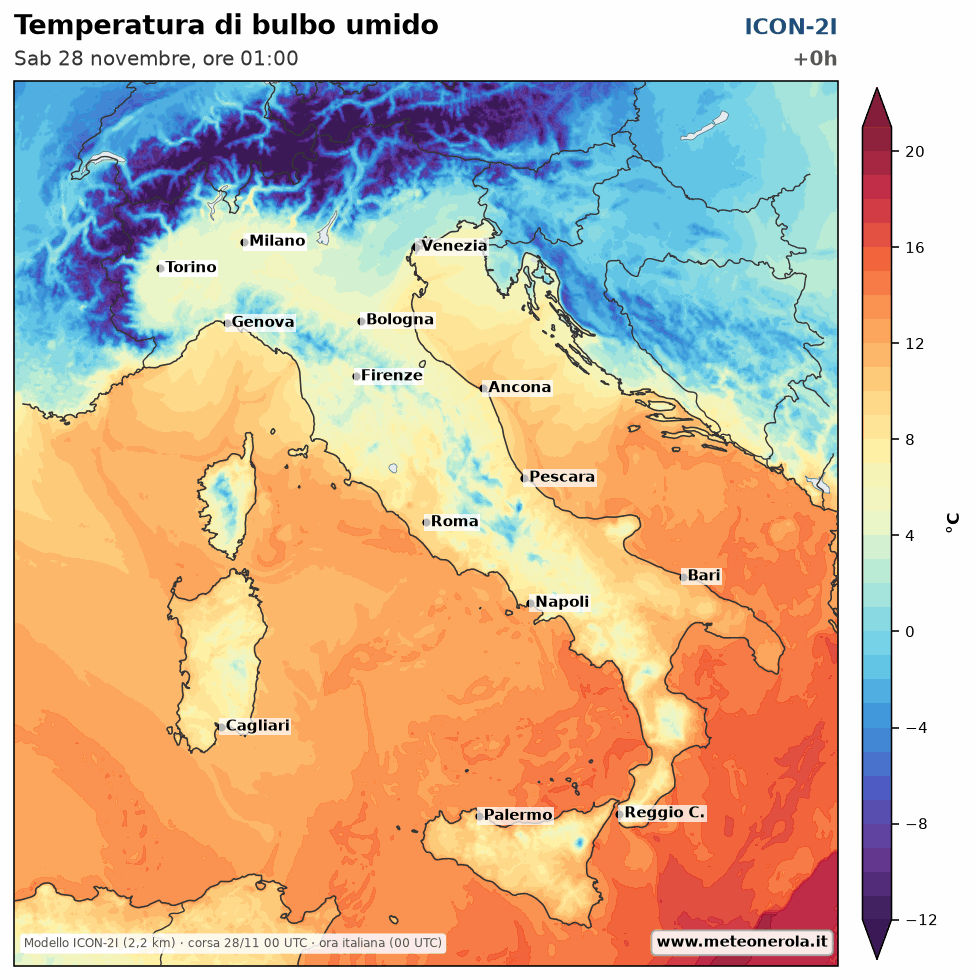 Temperatura di bulbo umido
ICON-2I
Sab 28 novembre, ore 01:00
+0h
Milano
Venezia
Torino
Genova
Bologna
Firenze
Ancona
Pescara
Roma
Bari
Napoli
Cagliari
Palermo
Reggio C.
20
16
12
8
4
0
−4
−8
−12
°C
Modello ICON-2I (2,2 km) · corsa 28/11 00 UTC · ora italiana (00 UTC)
www.meteonerola.it